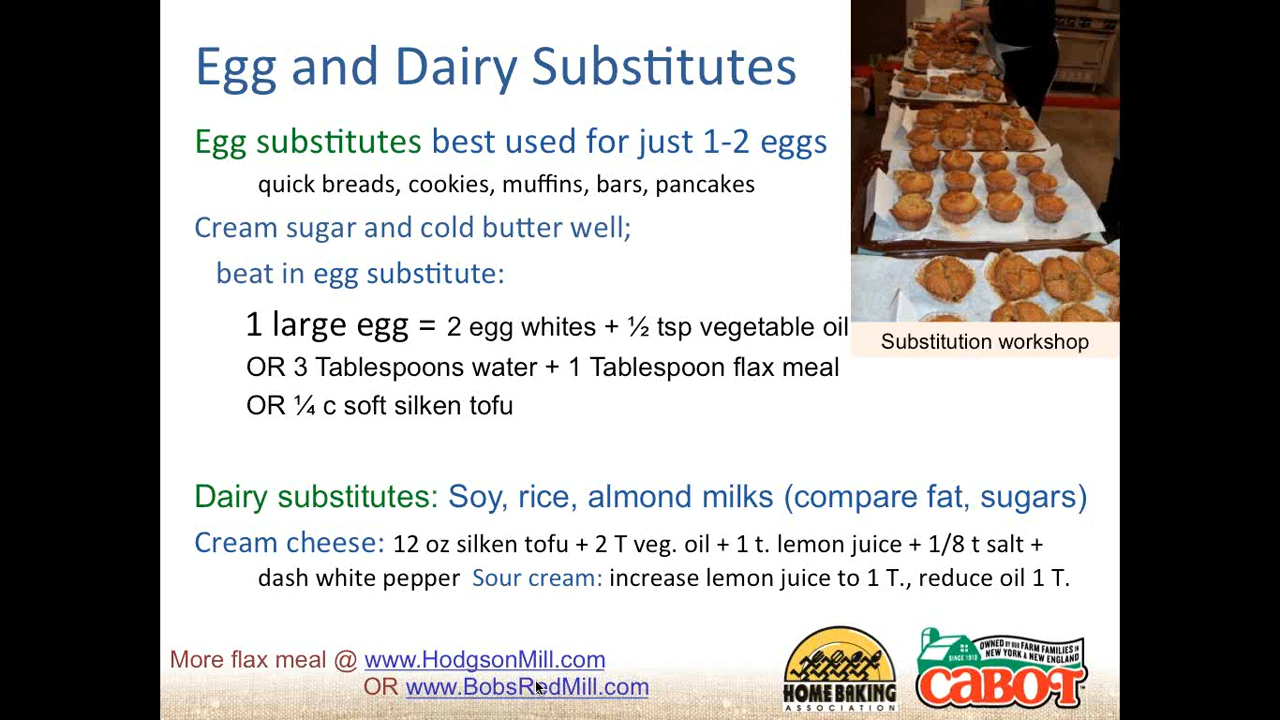 Egg and Dairy Substitutes
Egg substitutes best used for just 1-2 eggs
quick breads, cookies, muffins, bars, pancakes
Cream sugar and cold butter well;
beat in egg substitute:
1 large egg = 2 egg whites + ½ tsp vegetable oil
OR 3 Tablespoons water + 1 Tablespoon flax meal
OR ¼ c soft silken tofu
Substitution workshop
Dairy substitutes: Soy, rice, almond milks (compare fat, sugars)
Cream cheese: 12 oz silken tofu + 2 T veg. oil + 1 t. lemon juice + 1/8 t salt +
dash white pepper Sour cream: increase lemon juice to 1 T., reduce oil 1 T.
More flax meal @ www.HodgsonMill.com
OR www.BobsRedMill.com
HOME BAKING
ASSOCIATION
SINCE 1919
OWNED BY OUR FARM FAMILIES IN
NEW YORK & NEW ENGLAND
CABOT